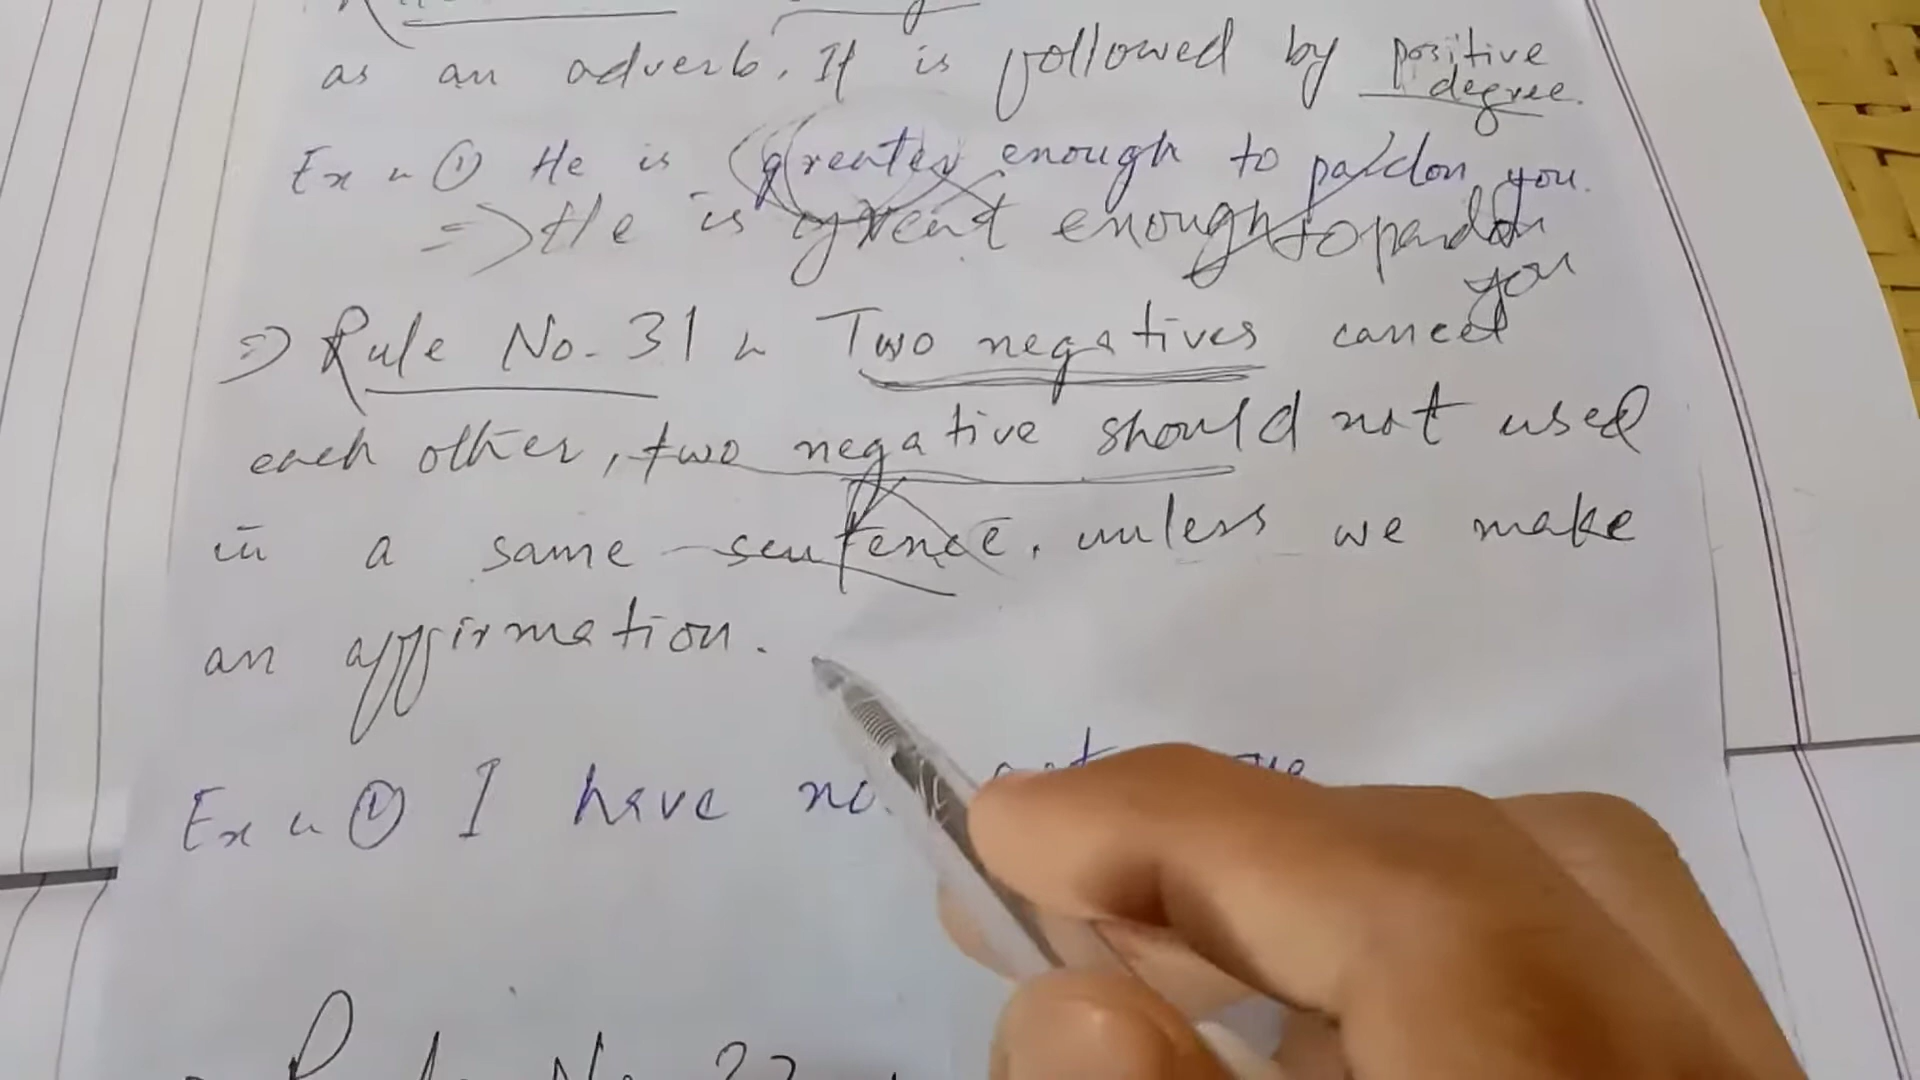 as an adverb. It is followed by positive degree.
Ex ~ ① He is greater enough to pardon you.
=> He is great enough to pardon you
=> Rule No. 31 ~ Two negatives cancel
each other, two negative should not used
in a same sentence. unless we make
an affirmation.
Ex ~ ① I have
Rule No